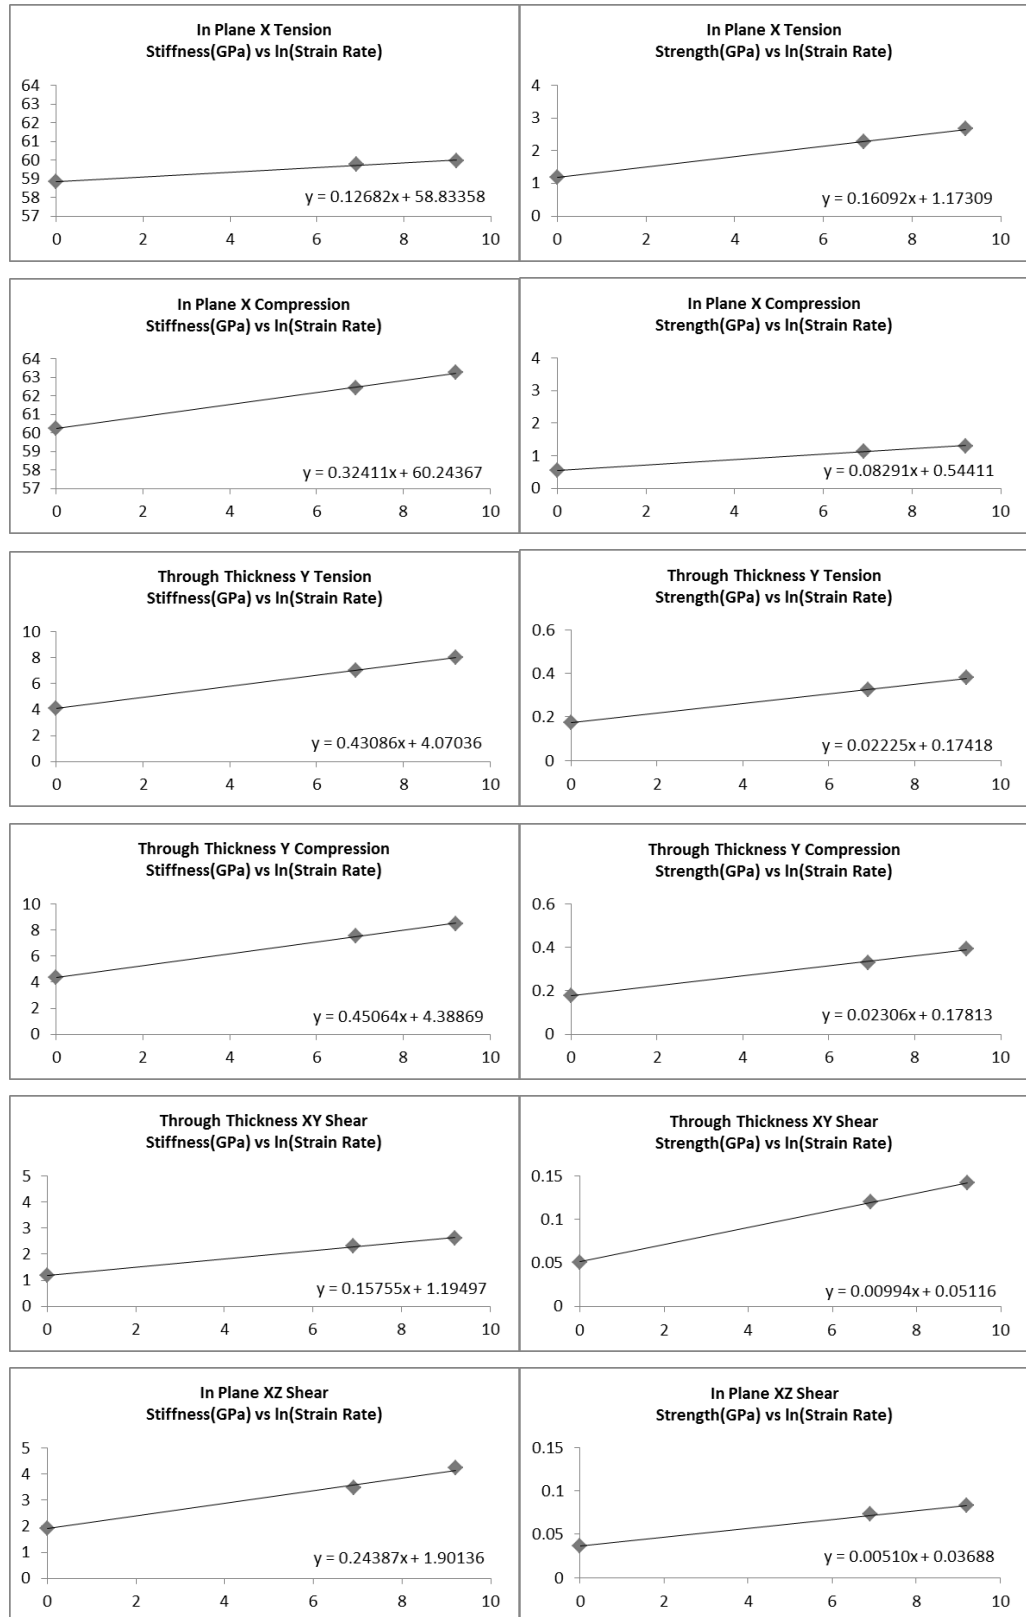 In Plane X Tension
Stiffness(GPa) vs ln(Strain Rate)
64
63
62
61
60
59
58
57
y = 0.12682x + 58.83358
0 2 4 6 8 10
In Plane X Tension
Strength(GPa) vs ln(Strain Rate)
4
3
2
1
0
y = 0.16092x + 1.17309
0 2 4 6 8 10
In Plane X Compression
Stiffness(GPa) vs ln(Strain Rate)
64
63
62
61
60
59
58
57
y = 0.32411x + 60.24367
0 2 4 6 8 10
In Plane X Compression
Strength(GPa) vs ln(Strain Rate)
4
3
2
1
0
y = 0.08291x + 0.54411
0 2 4 6 8 10
Through Thickness Y Tension
Stiffness(GPa) vs ln(Strain Rate)
10
8
6
4
2
0
y = 0.43086x + 4.07036
0 2 4 6 8 10
Through Thickness Y Tension
Strength(GPa) vs ln(Strain Rate)
0.6
0.4
0.2
0
y = 0.02225x + 0.17418
0 2 4 6 8 10
Through Thickness Y Compression
Stiffness(GPa) vs ln(Strain Rate)
10
8
6
4
2
0
y = 0.45064x + 4.38869
0 2 4 6 8 10
Through Thickness Y Compression
Strength(GPa) vs ln(Strain Rate)
0.6
0.4
0.2
0
y = 0.02306x + 0.17813
0 2 4 6 8 10
Through Thickness XY Shear
Stiffness(GPa) vs ln(Strain Rate)
5
4
3
2
1
0
y = 0.15755x + 1.19497
0 2 4 6 8 10
Through Thickness XY Shear
Strength(GPa) vs ln(Strain Rate)
0.15
0.1
0.05
0
y = 0.00994x + 0.05116
0 2 4 6 8 10
In Plane XZ Shear
Stiffness(GPa) vs ln(Strain Rate)
5
4
3
2
1
0
y = 0.24387x + 1.90136
0 2 4 6 8 10
In Plane XZ Shear
Strength(GPa) vs ln(Strain Rate)
0.15
0.1
0.05
0
y = 0.00510x + 0.03688
0 2 4 6 8 10